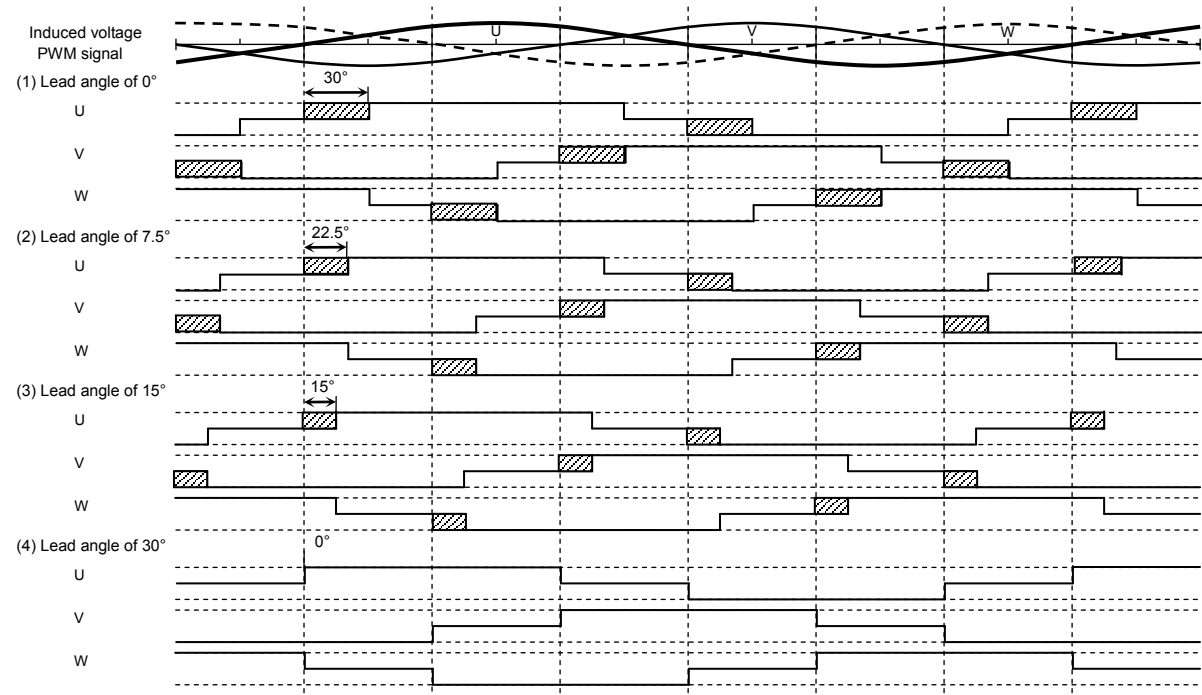 Induced voltage
PWM signal
U
V
W
(1) Lead angle of 0°
30°
U
V
W
(2) Lead angle of 7.5°
22.5°
U
V
W
(3) Lead angle of 15°
15°
U
V
W
(4) Lead angle of 30°
0°
U
V
W